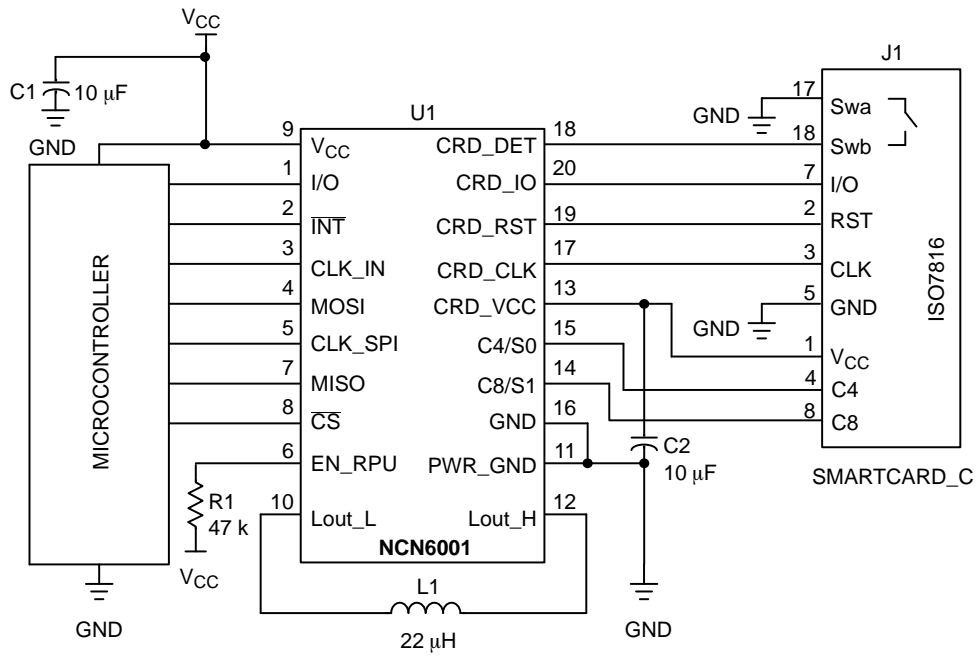 VCC
C1
10 μF
GND
MICROCONTROLLER
GND
U1
9
VCC
1
I/O
2
INT
3
CLK_IN
4
MOSI
5
CLK_SPI
7
MISO
8
CS
6
EN_RPU
10
Lout_L
R1
47 k
VCC
CRD_DET
18
CRD_IO
20
CRD_RST
19
CRD_CLK
17
CRD_VCC
13
C4/S0
15
C8/S1
14
GND
16
PWR_GND
11
Lout_H
12
NCN6001
L1
22 μH
C2
10 μF
GND
J1
GND
17
Swa
18
Swb
7
I/O
2
RST
3
CLK
GND
5
GND
1
VCC
4
C4
8
C8
ISO7816
SMARTCARD_C